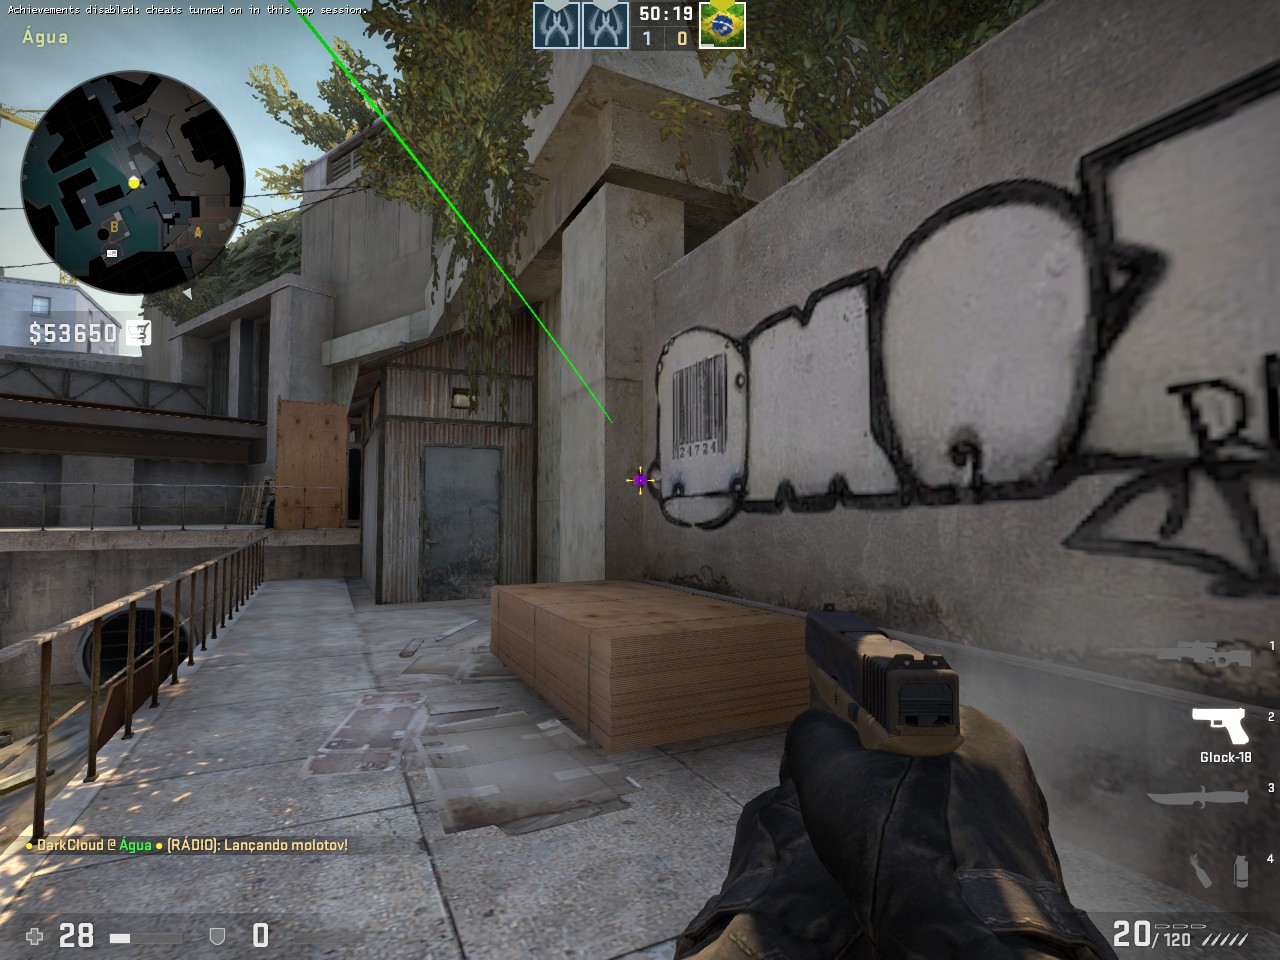 Achievements disabled: cheats turned on in this app session.
Água
50:19
1 0
B
A
$53650
24724
1
2
Glock-18
3
● DarkCloud @ Água ● (RÁDIO): Lançando molotov!
4
28
0
20/120